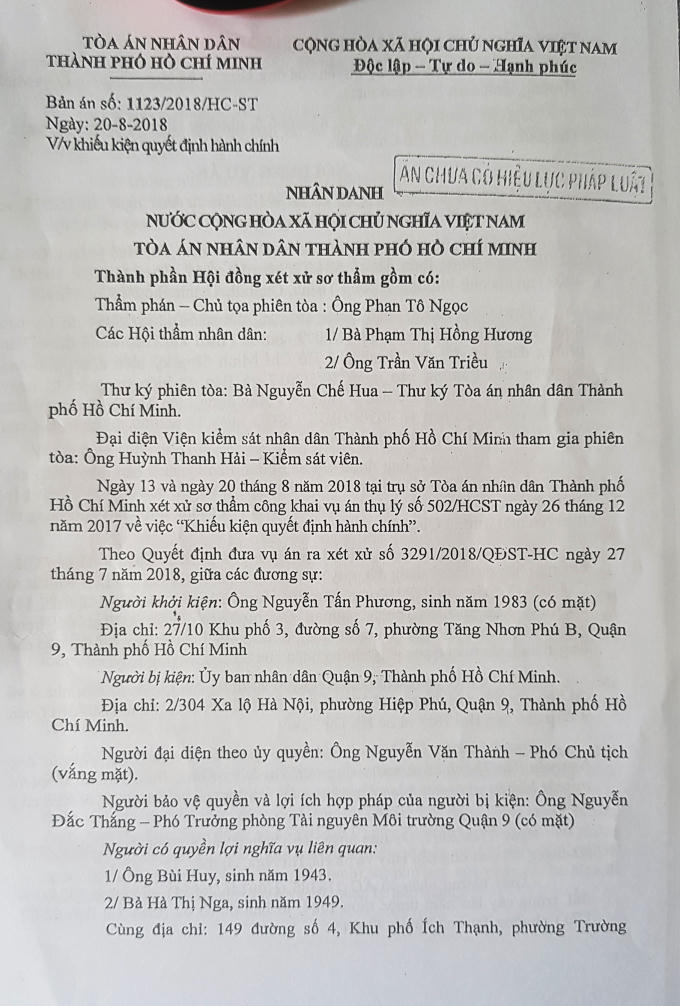 TÒA ÁN NHÂN DÂN
THÀNH PHỐ HỒ CHÍ MINH
CỘNG HÒA XÃ HỘI CHỦ NGHĨA VIỆT NAM
Độc lập – Tự do – Hạnh phúc
Bản án số: 1123/2018/HC-ST
Ngày: 20-8-2018
V/v khiếu kiện quyết định hành chính
ÁN CHƯA CÓ HIỆU LỰC PHÁP LUẬT
NHÂN DANH
NƯỚC CỘNG HÒA XÃ HỘI CHỦ NGHĨA VIỆT NAM
TÒA ÁN NHÂN DÂN THÀNH PHỐ HỒ CHÍ MINH
Thành phần Hội đồng xét xử sơ thẩm gồm có:
Thẩm phán – Chủ tọa phiên tòa : Ông Phan Tô Ngọc
Các Hội thẩm nhân dân: 1/ Bà Phạm Thị Hồng Hương
2/ Ông Trần Văn Triều
Thư ký phiên tòa: Bà Nguyễn Chế Hua – Thư ký Tòa án nhân dân Thành
phố Hồ Chí Minh.
Đại diện Viện kiểm sát nhân dân Thành phố Hồ Chí Minh tham gia phiên
tòa: Ông Huỳnh Thanh Hải – Kiểm sát viên.
Ngày 13 và ngày 20 tháng 8 năm 2018 tại trụ sở Tòa án nhân dân Thành phố
Hồ Chí Minh xét xử sơ thẩm công khai vụ án thụ lý số 502/HCST ngày 26 tháng 12
năm 2017 về việc “Khiếu kiện quyết định hành chính”.
Theo Quyết định đưa vụ án ra xét xử số 3291/2018/QĐST-HC ngày 27
tháng 7 năm 2018, giữa các đương sự:
Người khởi kiện: Ông Nguyễn Tấn Phương, sinh năm 1983 (có mặt)
Địa chỉ: 27/10 Khu phố 3, đường số 7, phường Tăng Nhơn Phú B, Quận
9, Thành phố Hồ Chí Minh
Người bị kiện: Ủy ban nhân dân Quận 9, Thành phố Hồ Chí Minh.
Địa chỉ: 2/304 Xa lộ Hà Nội, phường Hiệp Phú, Quận 9, Thành phố Hồ
Chí Minh.
Người đại diện theo ủy quyền: Ông Nguyễn Văn Thành – Phó Chủ tịch
(vắng mặt).
Người bảo vệ quyền và lợi ích hợp pháp của người bị kiện: Ông Nguyễn
Đắc Thắng – Phó Trưởng phòng Tài nguyên Môi trường Quận 9 (có mặt)
Người có quyền lợi nghĩa vụ liên quan:
1/ Ông Bùi Huy, sinh năm 1943.
2/ Bà Hà Thị Nga, sinh năm 1949.
Cùng địa chỉ: 149 đường số 4, Khu phố Ích Thạnh, phường Trường